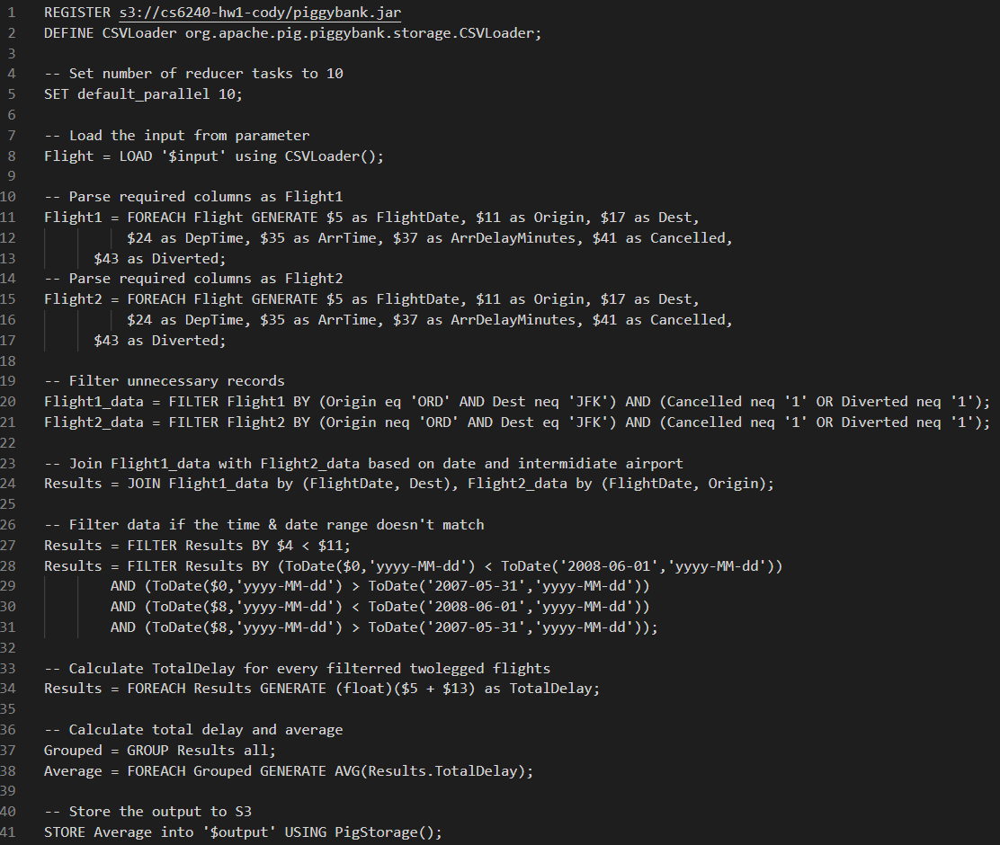 1 REGISTER s3://cs6240-hw1-cody/piggybank.jar
2 DEFINE CSVLoader org.apache.pig.piggybank.storage.CSVLoader;
3
4 -- Set number of reducer tasks to 10
5 SET default_parallel 10;
6
7 -- Load the input from parameter
8 Flight = LOAD '$input' using CSVLoader();
9
10 -- Parse required columns as Flight1
11 Flight1 = FOREACH Flight GENERATE $5 as FlightDate, $11 as Origin, $17 as Dest,
12 $24 as DepTime, $35 as ArrTime, $37 as ArrDelayMinutes, $41 as Cancelled,
13 $43 as Diverted;
14 -- Parse required columns as Flight2
15 Flight2 = FOREACH Flight GENERATE $5 as FlightDate, $11 as Origin, $17 as Dest,
16 $24 as DepTime, $35 as ArrTime, $37 as ArrDelayMinutes, $41 as Cancelled,
17 $43 as Diverted;
18
19 -- Filter unnecessary records
20 Flight1_data = FILTER Flight1 BY (Origin eq 'ORD' AND Dest neq 'JFK') AND (Cancelled neq '1' OR Diverted neq '1');
21 Flight2_data = FILTER Flight2 BY (Origin neq 'ORD' AND Dest eq 'JFK') AND (Cancelled neq '1' OR Diverted neq '1');
22
23 -- Join Flight1_data with Flight2_data based on date and intermidiate airport
24 Results = JOIN Flight1_data by (FlightDate, Dest), Flight2_data by (FlightDate, Origin);
25
26 -- Filter data if the time & date range doesn't match
27 Results = FILTER Results BY $4 < $11;
28 Results = FILTER Results BY (ToDate($0,'yyyy-MM-dd') < ToDate('2008-06-01','yyyy-MM-dd'))
29 AND (ToDate($0,'yyyy-MM-dd') > ToDate('2007-05-31','yyyy-MM-dd'))
30 AND (ToDate($8,'yyyy-MM-dd') < ToDate('2008-06-01','yyyy-MM-dd'))
31 AND (ToDate($8,'yyyy-MM-dd') > ToDate('2007-05-31','yyyy-MM-dd'));
32
33 -- Calculate TotalDelay for every filterred twolegged flights
34 Results = FOREACH Results GENERATE (float)($5 + $13) as TotalDelay;
35
36 -- Calculate total delay and average
37 Grouped = GROUP Results all;
38 Average = FOREACH Grouped GENERATE AVG(Results.TotalDelay);
39
40 -- Store the output to S3
41 STORE Average into '$output' USING PigStorage();